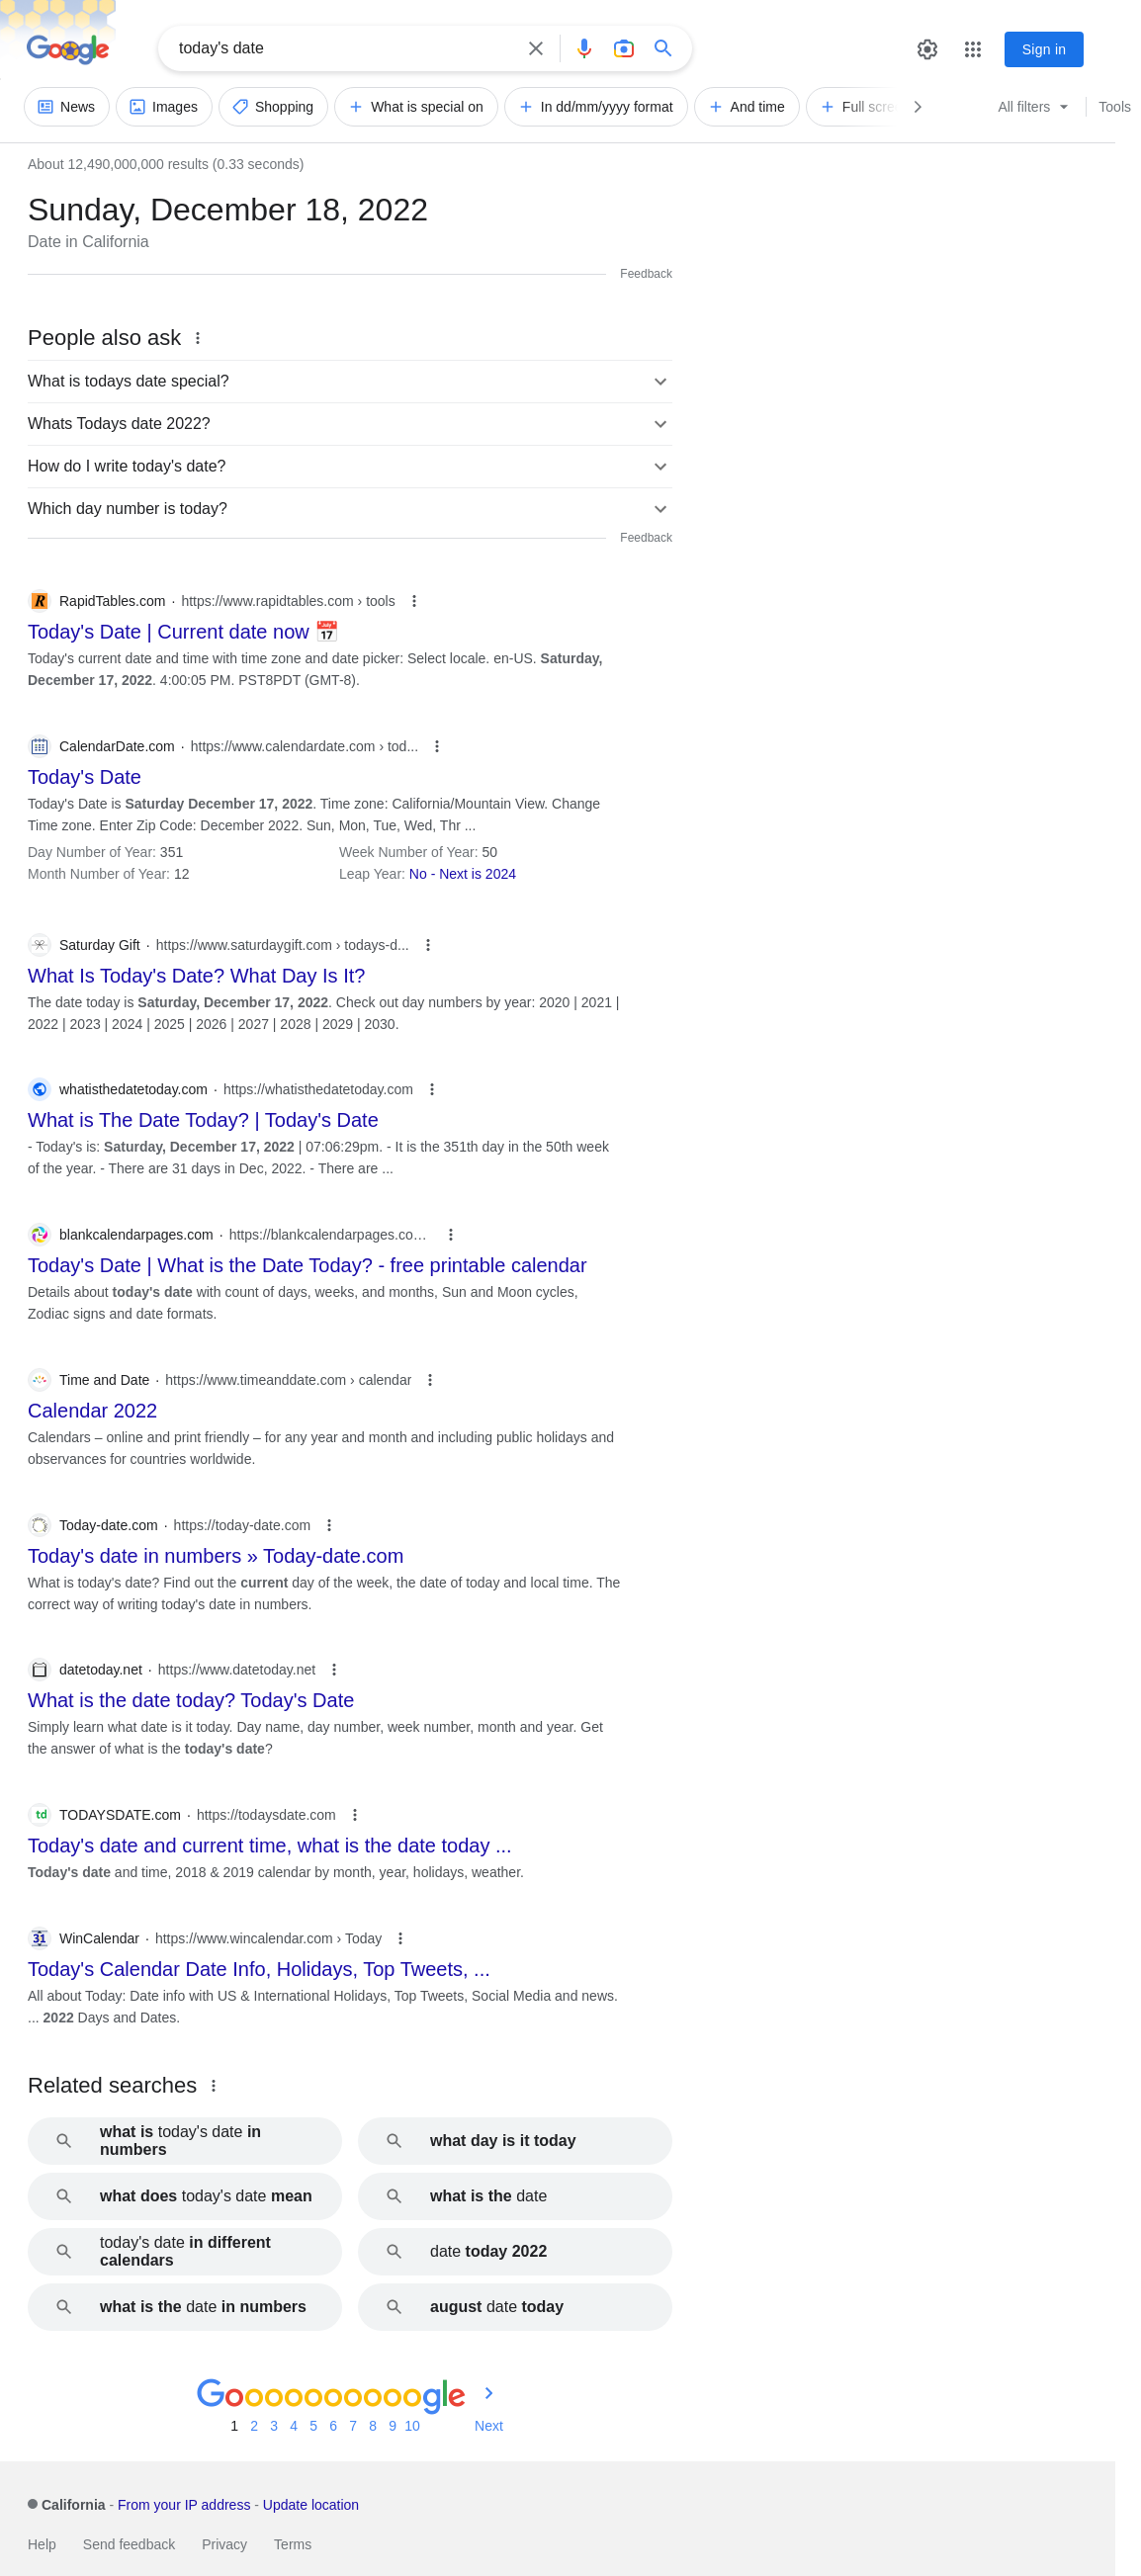 Google
today's date
Sign in
News
Images
Shopping
What is special on
In dd/mm/yyyy format
And time
Full scre
All filters
Tools
About 12,490,000,000 results (0.33 seconds)
Sunday, December 18, 2022
Date in California
Feedback
People also ask
What is todays date special?
Whats Todays date 2022?
How do I write today's date?
Which day number is today?
Feedback
RapidTables.com · https://www.rapidtables.com › tools
Today's Date | Current date now 📅
Today's current date and time with time zone and date picker: Select locale. en-US. Saturday,
December 17, 2022. 4:00:05 PM. PST8PDT (GMT-8).
CalendarDate.com · https://www.calendardate.com › tod...
Today's Date
Today's Date is Saturday December 17, 2022. Time zone: California/Mountain View. Change
Time zone. Enter Zip Code: December 2022. Sun, Mon, Tue, Wed, Thr ...
Day Number of Year: 351
Week Number of Year: 50
Month Number of Year: 12
Leap Year: No - Next is 2024
Saturday Gift · https://www.saturdaygift.com › todays-d...
What Is Today's Date? What Day Is It?
The date today is Saturday, December 17, 2022. Check out day numbers by year: 2020 | 2021 |
2022 | 2023 | 2024 | 2025 | 2026 | 2027 | 2028 | 2029 | 2030.
whatisthedatetoday.com · https://whatisthedatetoday.com
What is The Date Today? | Today's Date
- Today's is: Saturday, December 17, 2022 | 07:06:29pm. - It is the 351th day in the 50th week
of the year. - There are 31 days in Dec, 2022. - There are ...
blankcalendarpages.com · https://blankcalendarpages.co…
Today's Date | What is the Date Today? - free printable calendar
Details about today's date with count of days, weeks, and months, Sun and Moon cycles,
Zodiac signs and date formats.
Time and Date · https://www.timeanddate.com › calendar
Calendar 2022
Calendars – online and print friendly – for any year and month and including public holidays and
observances for countries worldwide.
Today-date.com · https://today-date.com
Today's date in numbers » Today-date.com
What is today's date? Find out the current day of the week, the date of today and local time. The
correct way of writing today's date in numbers.
datetoday.net · https://www.datetoday.net
What is the date today? Today's Date
Simply learn what date is it today. Day name, day number, week number, month and year. Get
the answer of what is the today's date?
td
TODAYSDATE.com · https://todaysdate.com
Today's date and current time, what is the date today ...
Today's date and time, 2018 & 2019 calendar by month, year, holidays, weather.
31
WinCalendar · https://www.wincalendar.com › Today
Today's Calendar Date Info, Holidays, Top Tweets, ...
All about Today: Date info with US & International Holidays, Top Tweets, Social Media and news.
... 2022 Days and Dates.
Related searches
what is today's date in
numbers
what day is it today
what does today's date mean
what is the date
today's date in different
calendars
date today 2022
what is the date in numbers
august date today
Goooooooooogle
1 2 3 4 5 6 7 8 9 10 Next
California - From your IP address - Update location
Help Send feedback Privacy Terms